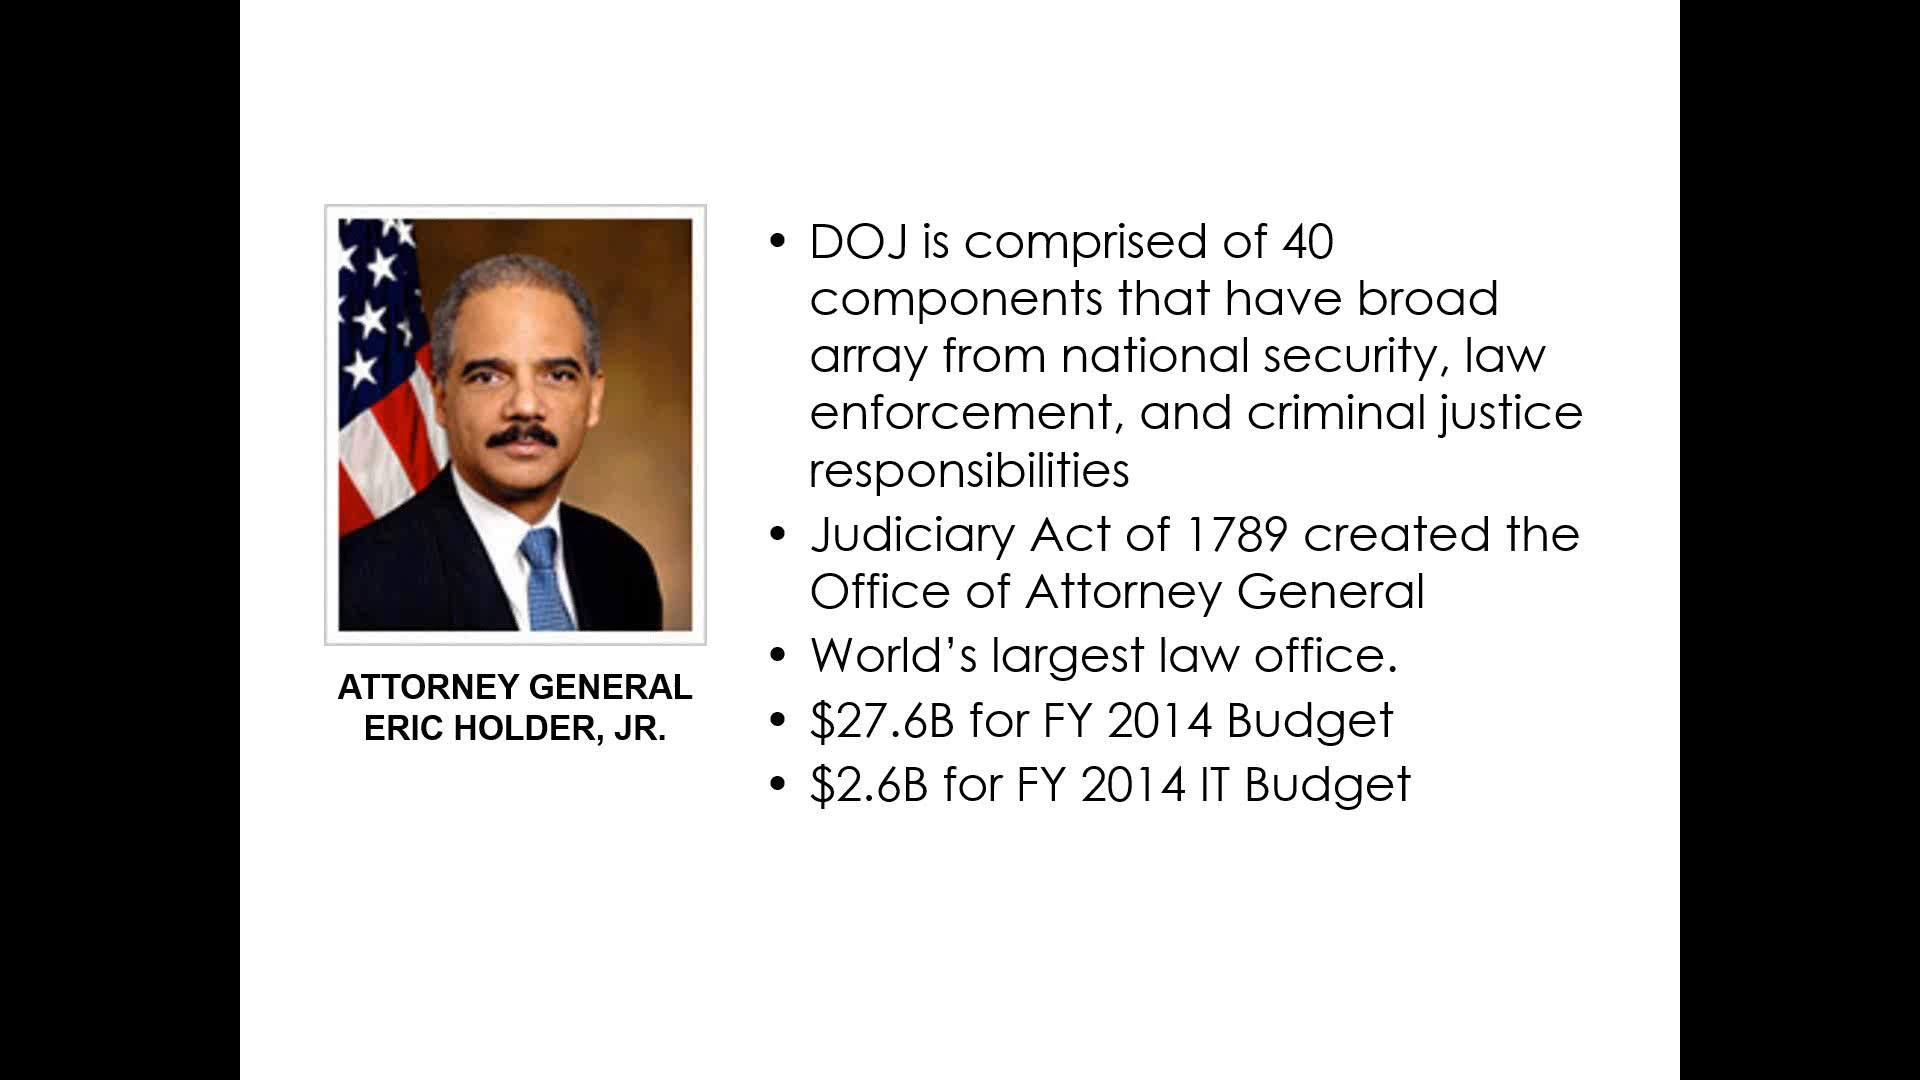 ATTORNEY GENERAL
ERIC HOLDER, JR.
• DOJ is comprised of 40
components that have broad
array from national security, law
enforcement, and criminal justice
responsibilities
• Judiciary Act of 1789 created the
Office of Attorney General
• World’s largest law office.
• $27.6B for FY 2014 Budget
• $2.6B for FY 2014 IT Budget